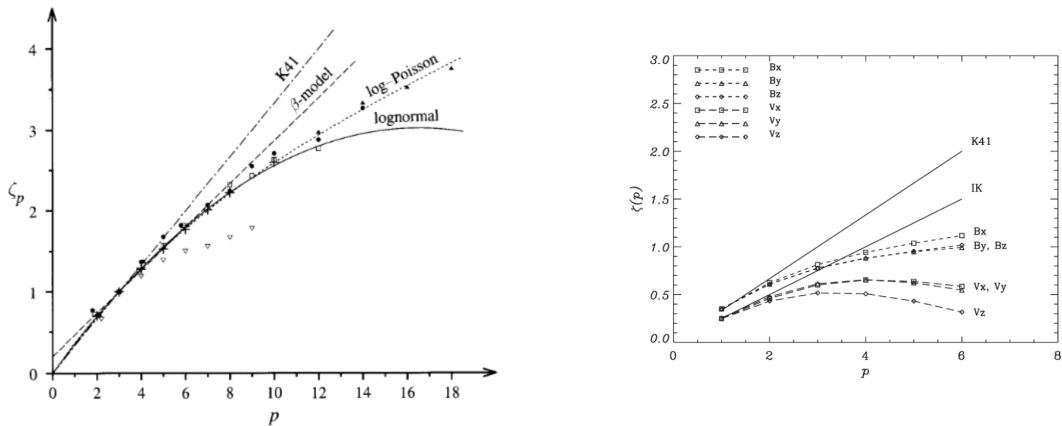 4
3
2
1
0
ζp
0 2 4 6 8 10 12 14 16 18
p
K41
β-model
log-Poisson
lognormal
3.0
2.5
2.0
1.5
1.0
0.5
0.0
ζ(p)
0 2 4 6 8
p
Bx
By
Bz
Vx
Vy
Vz
K41
IK
Bx
By, Bz
Vx, Vy
Vz